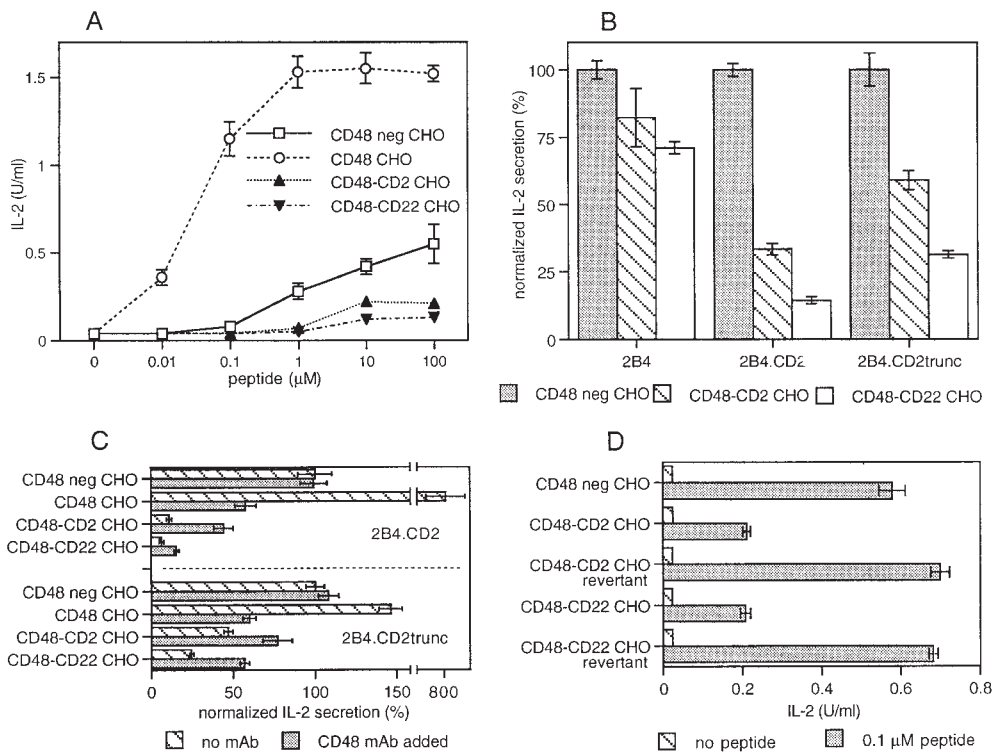 A
IL-2 (U/ml)
1.5
1
0.5
0
0
0.01
0.1
1
10
100
peptide (μM)
CD48 neg CHO
CD48 CHO
CD48-CD2 CHO
CD48-CD22 CHO
B
normalized IL-2 secretion (%)
100
75
50
25
0
2B4
2B4.CD2
2B4.CD2trunc
CD48 neg CHO
CD48-CD2 CHO
CD48-CD22 CHO
C
CD48 neg CHO
CD48 CHO
CD48-CD2 CHO
CD48-CD22 CHO
2B4.CD2
CD48 neg CHO
CD48 CHO
CD48-CD2 CHO
CD48-CD22 CHO
2B4.CD2trunc
0
50
100
150
800
normalized IL-2 secretion (%)
no mAb
CD48 mAb added
D
CD48 neg CHO
CD48-CD2 CHO
CD48-CD2 CHO
revertant
CD48-CD22 CHO
CD48-CD22 CHO
revertant
0
0.2
0.4
0.6
0.8
IL-2 (U/ml)
no peptide
0.1 μM peptide